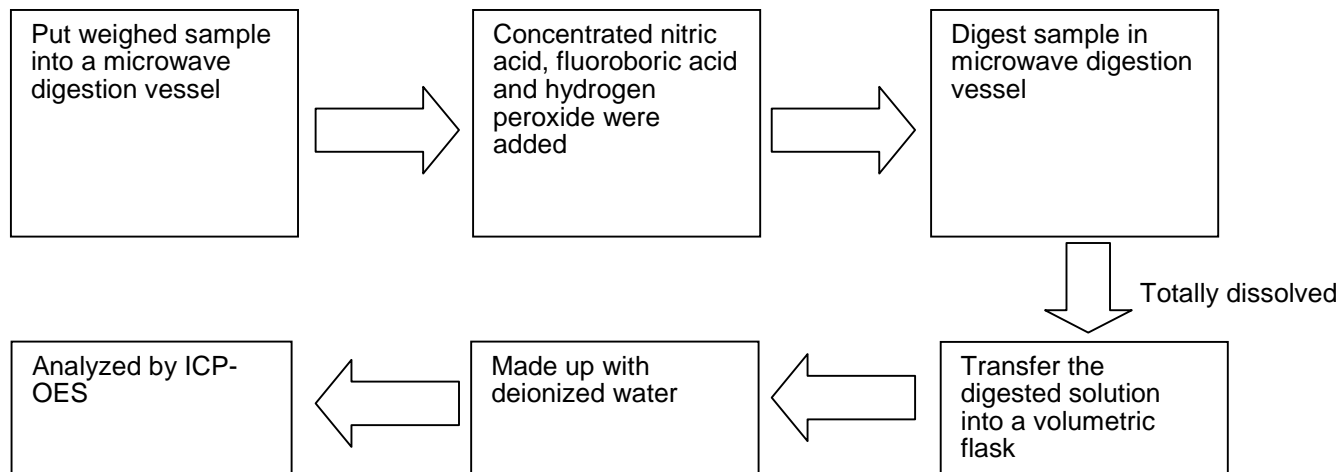 Put weighed sample
into a microwave
digestion vessel
Concentrated nitric
acid, fluoroboric acid
and hydrogen
peroxide were
added
Digest sample in
microwave digestion
vessel
Totally dissolved
Transfer the
digested solution
into a volumetric
flask
Made up with
deionized water
Analyzed by ICP-
OES